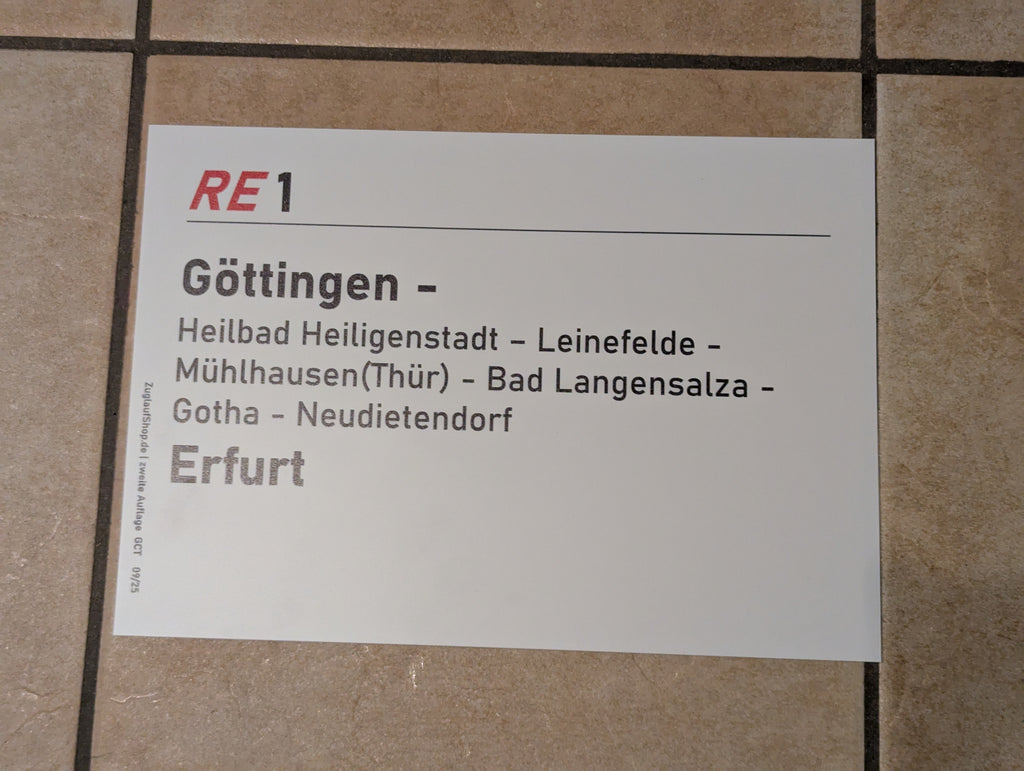 RE 1
Göttingen –
Heilbad Heiligenstadt – Leinefelde –
Mühlhausen(Thür) – Bad Langensalza –
Gotha – Neudietendorf
Erfurt
ZuglaufShop.de | zweite Auflage GCT 09/25